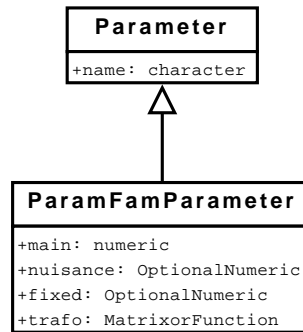 Parameter
+name: character
ParamFamParameter
+main: numeric
+nuisance: OptionalNumeric
+fixed: OptionalNumeric
+trafo: MatrixorFunction